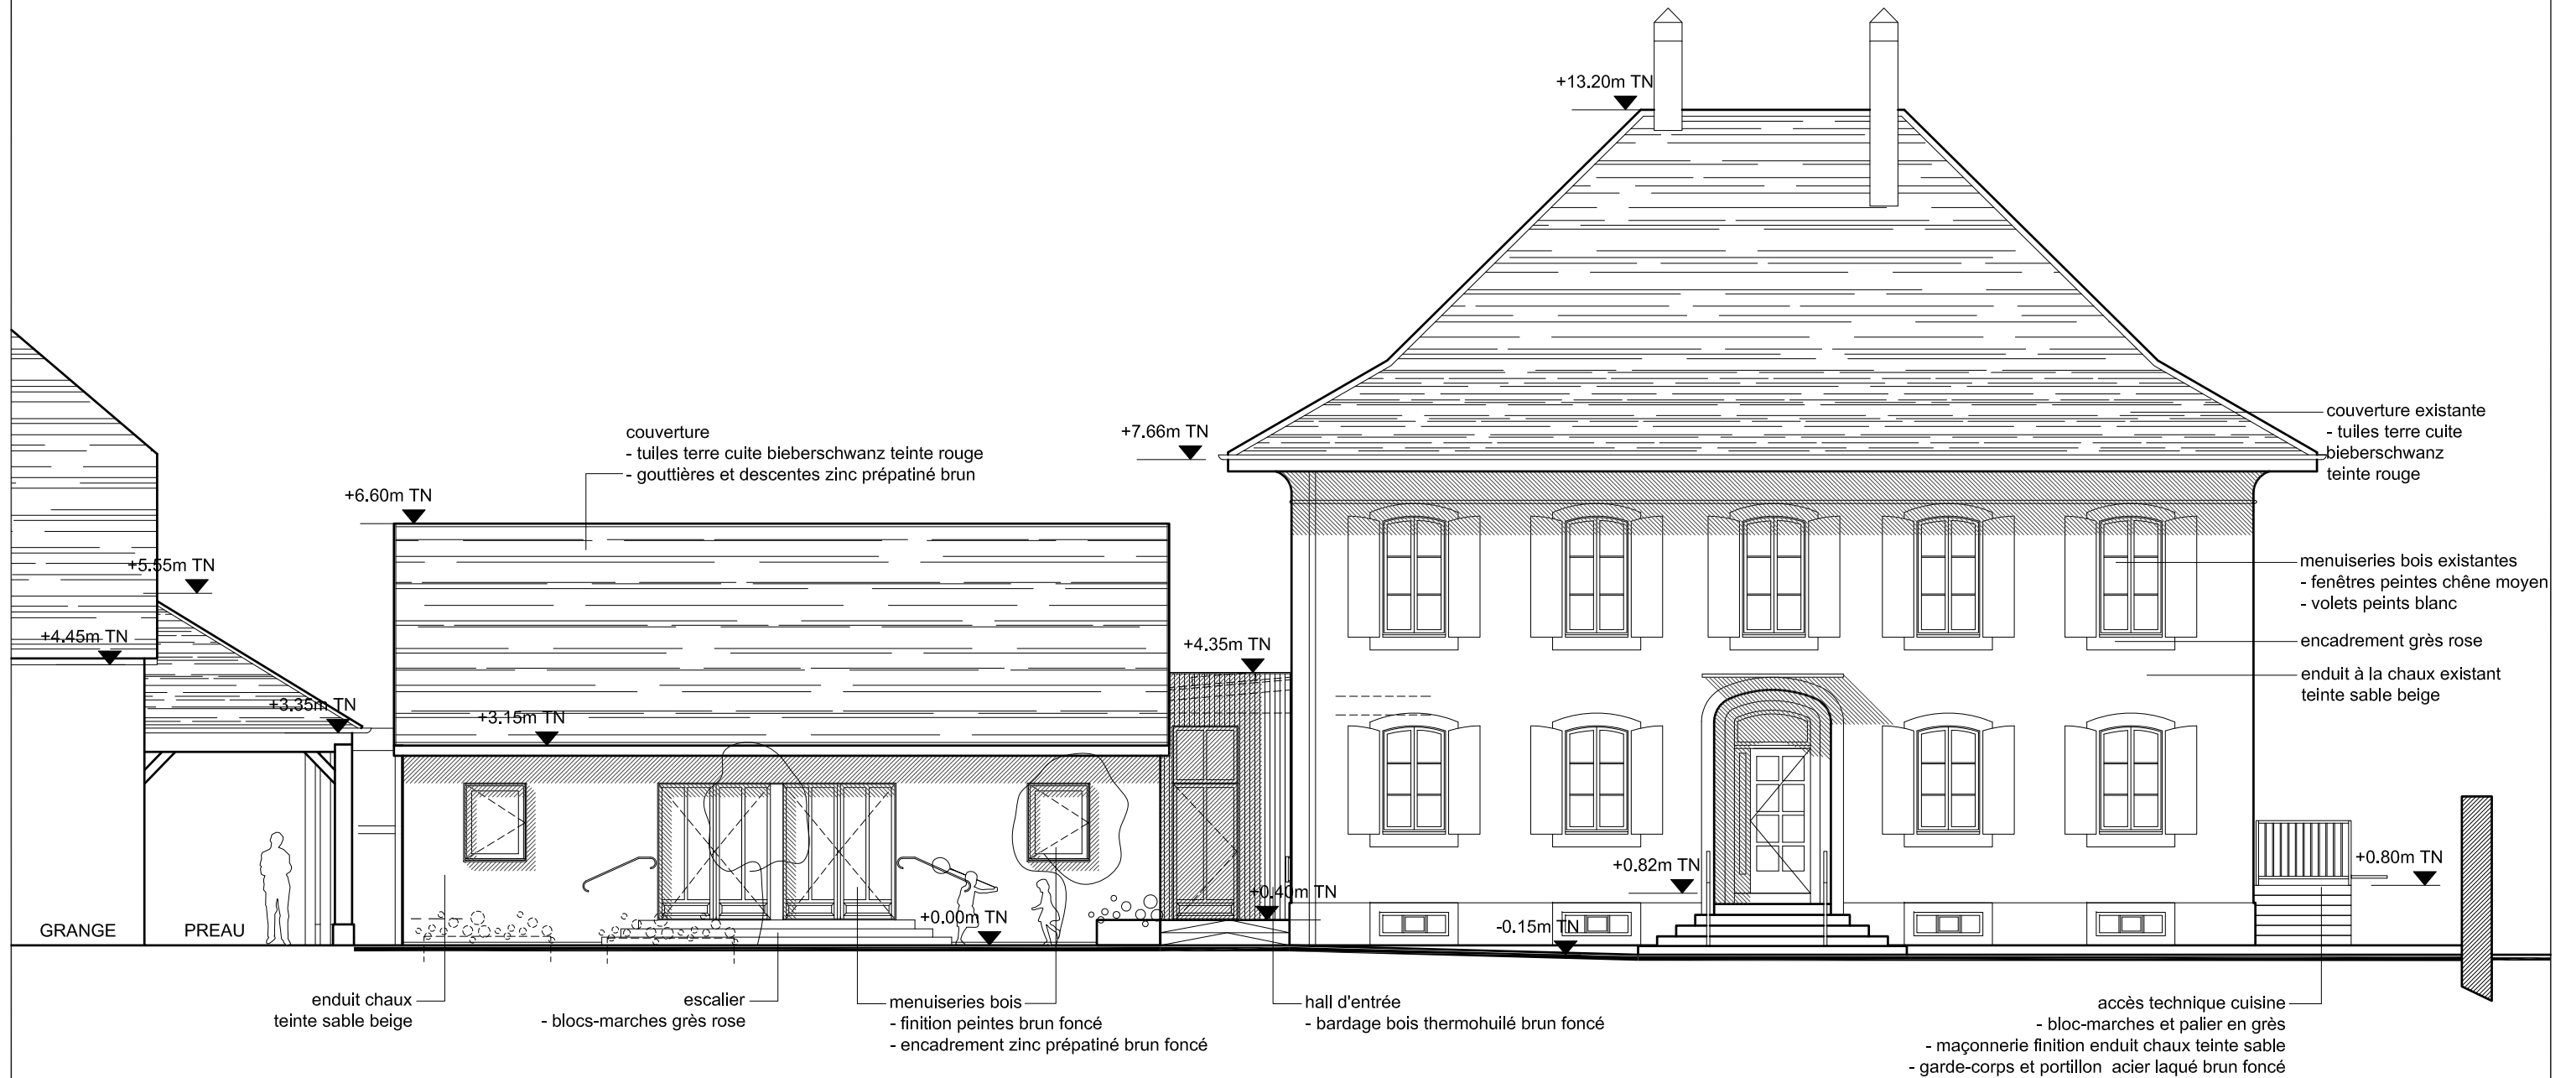 +13.20m TN
couverture existante
- tuiles terre cuite
bieberschwanz
teinte rouge
couverture
- tuiles terre cuite bieberschwanz teinte rouge
- gouttières et descentes zinc prépatiné brun
+7.66m TN
+6.60m TN
+5.55m TN
menuiseries bois existantes
- fenêtres peintes chêne moyen
- volets peints blanc
+4.45m TN
+4.35m TN
encadrement grès rose
enduit à la chaux existant
teinte sable beige
+3.35m TN
+3.15m TN
+0.82m TN
+0.80m TN
+0.40m TN
+0.00m TN
-0.15m TN
GRANGE
PREAU
enduit chaux
teinte sable beige
escalier
- blocs-marches grès rose
menuiseries bois
- finition peintes brun foncé
- encadrement zinc prépatiné brun foncé
hall d'entrée
- bardage bois thermohuilé brun foncé
accès technique cuisine
- bloc-marches et palier en grès
- maçonnerie finition enduit chaux teinte sable
- garde-corps et portillon acier laqué brun foncé